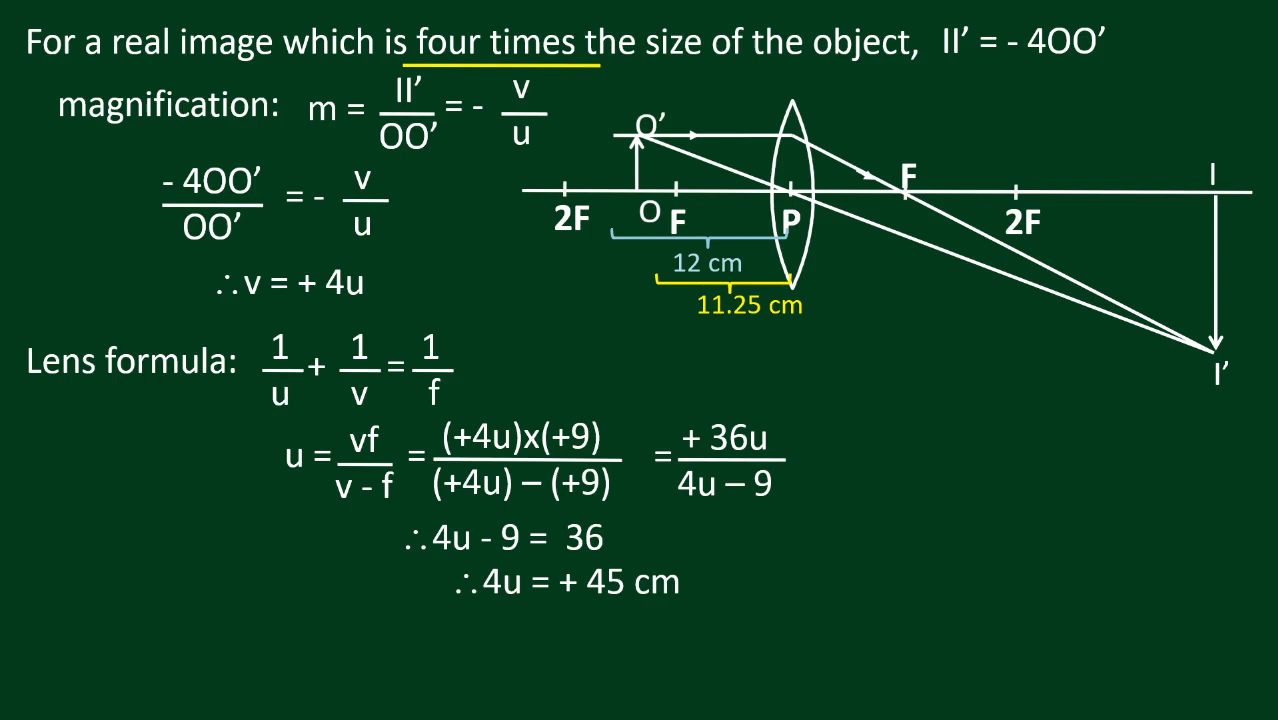 For a real image which is four times the size of the object, II' = - 4OO'
magnification: m = II'/OO' = - v/u
- 4OO'/OO' = - v/u
∴v = + 4u
Lens formula: 1/u + 1/v = 1/f
u = vf/v - f = (+4u)x(+9)/(+4u) – (+9) = + 36u/4u – 9
∴4u - 9 = 36
∴4u = + 45 cm
O'
F
I
2F
O
F
P
2F
12 cm
11.25 cm
I'